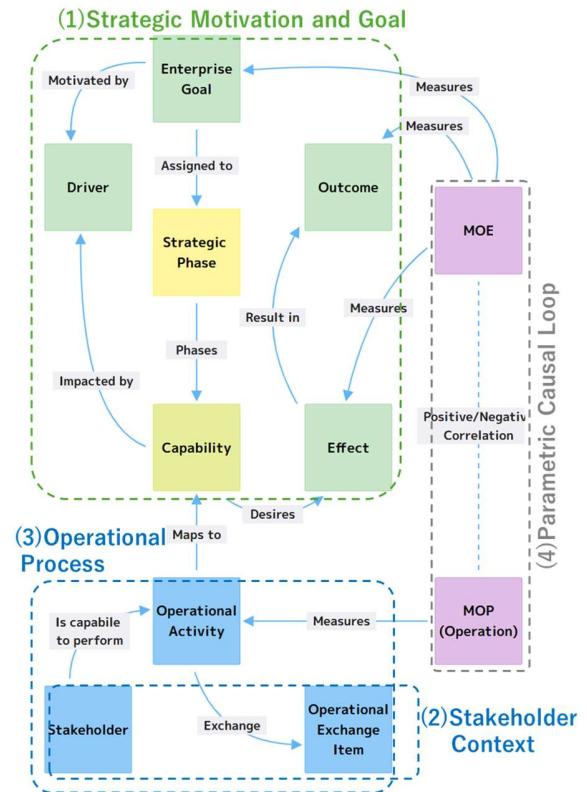 (1)Strategic Motivation and Goal
Enterprise
Goal
Motivated by
Measures
Measures
Assigned to
Driver
Outcome
Strategic
Phase
MOE
Result in
Measures
Phases
Impacted by
Capability
Effect
Positive/Negativ
Correlation
(4)Parametric Causal Loop
Desires
(3)Operational
Process
Maps to
Is capabile
to perform
Operational
Activity
Measures
MOP
(Operation)
Stakeholder
Exchange
Operational
Exchange
Item
(2)Stakeholder
Context